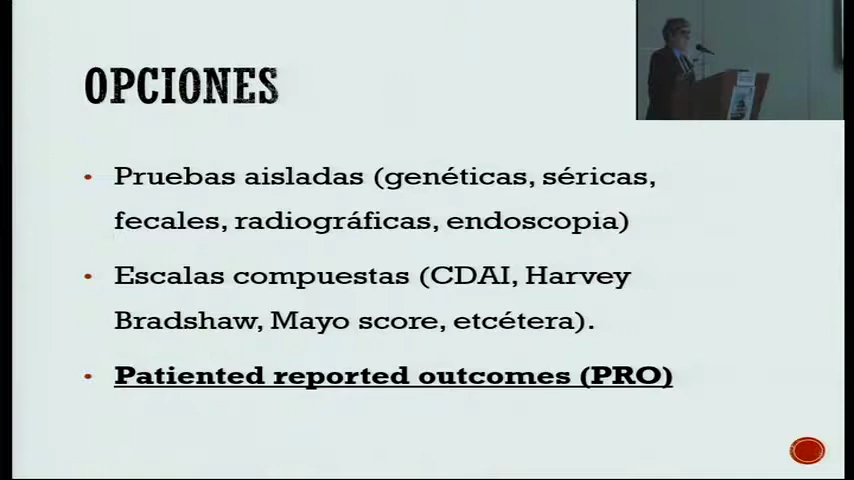 OPCIONES
• Pruebas aisladas (genéticas, séricas,
fecales, radiográficas, endoscopia)
• Escalas compuestas (CDAI, Harvey
Bradshaw, Mayo score, etcétera).
• Patiented reported outcomes (PRO)